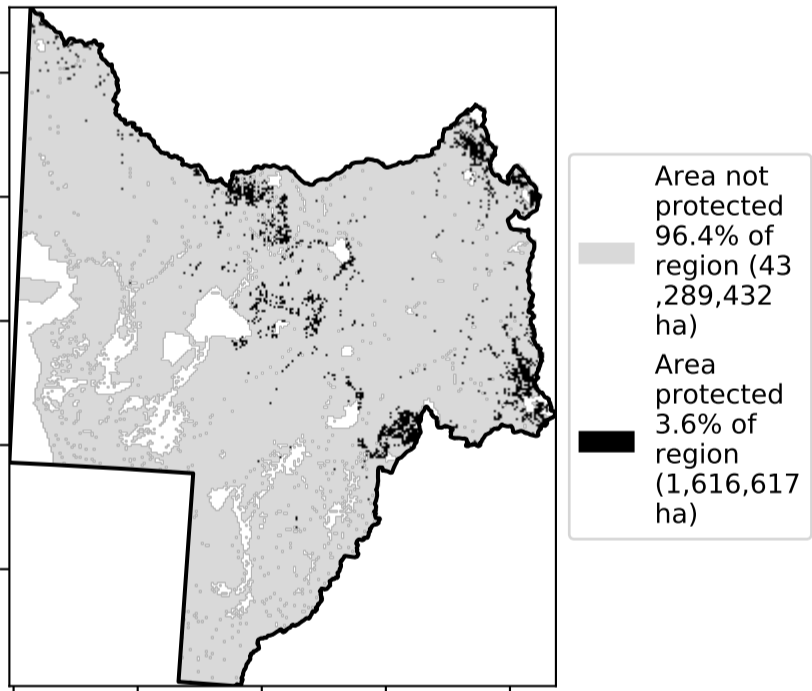 Area not
protected
96.4% of
region (43
,289,432
ha)
Area
protected
3.6% of
region
(1,616,617
ha)